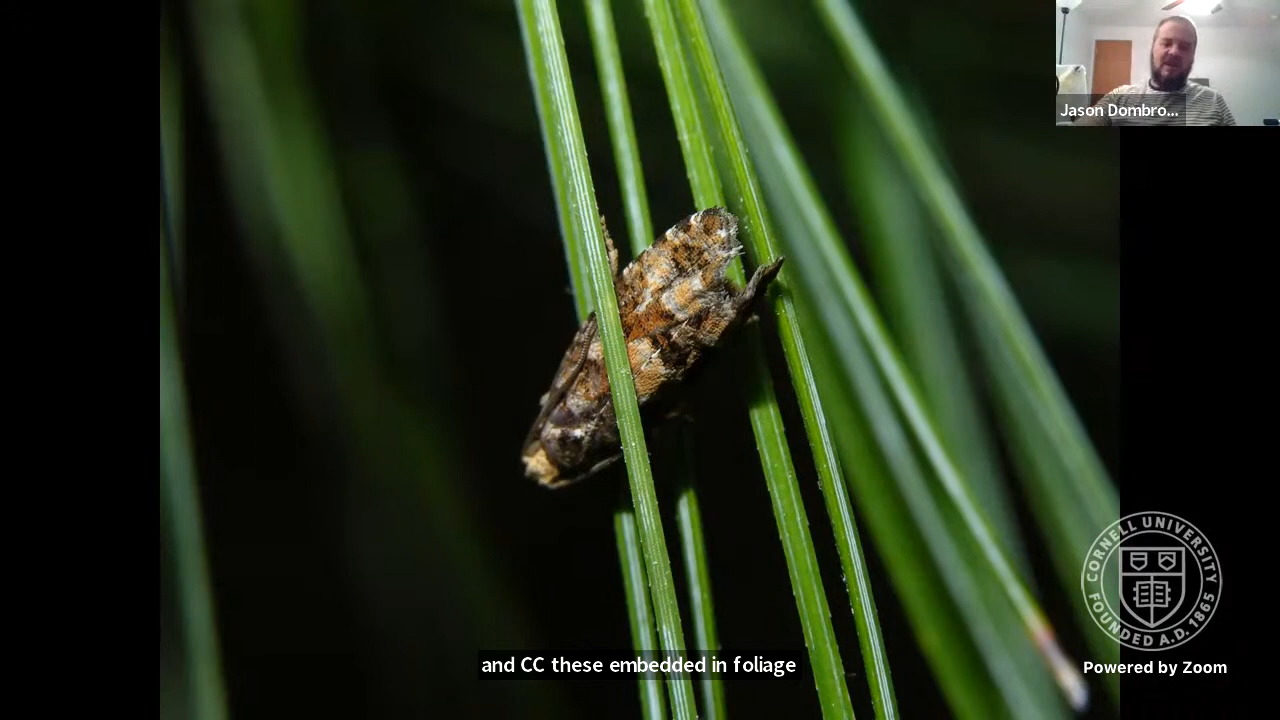 Jason Dombro...
CORNELL UNIVERSITY
FOUNDED A.D. 1865
and CC these embedded in foliage
Powered by Zoom